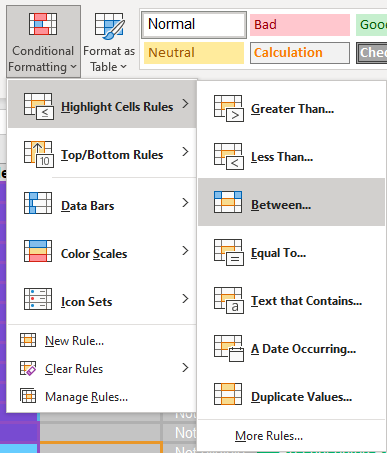 Conditional
Formatting
Format as
Table
Normal
Bad
Neutral
Calculation
Highlight Cells Rules
Top/Bottom Rules
Data Bars
Color Scales
Icon Sets
New Rule...
Clear Rules
Manage Rules...
Greater Than...
Less Than...
Between...
Equal To...
Text that Contains...
A Date Occurring...
Duplicate Values...
More Rules...